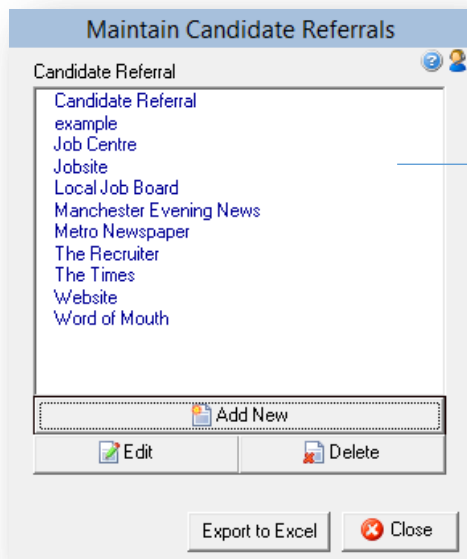 Maintain Candidate Referrals
Candidate Referral
Candidate Referral
example
Job Centre
Jobsite
Local Job Board
Manchester Evening News
Metro Newspaper
The Recruiter
The Times
Website
Word of Mouth
Add New
Edit Delete
Export to Excel Close